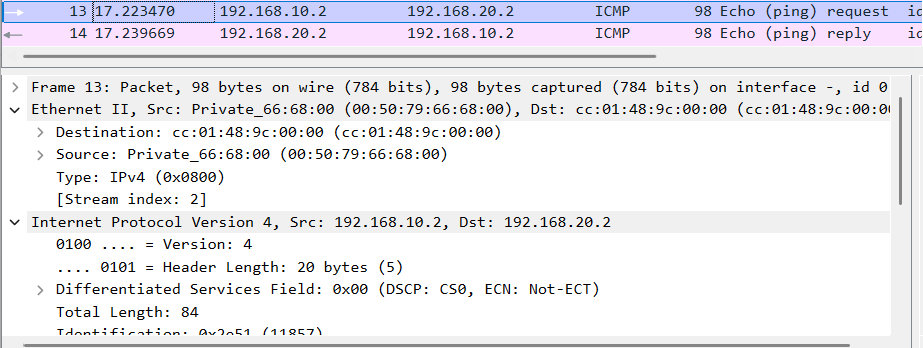 13 17.223470 192.168.10.2 192.168.20.2 ICMP 98 Echo (ping) request
14 17.239669 192.168.20.2 192.168.10.2 ICMP 98 Echo (ping) reply
Frame 13: Packet, 98 bytes on wire (784 bits), 98 bytes captured (784 bits) on interface -, id 0
Ethernet II, Src: Private_66:68:00 (00:50:79:66:68:00), Dst: cc:01:48:9c:00:00 (cc:01:48:9c:00:0
Destination: cc:01:48:9c:00:00 (cc:01:48:9c:00:00)
Source: Private_66:68:00 (00:50:79:66:68:00)
Type: IPv4 (0x0800)
[Stream index: 2]
Internet Protocol Version 4, Src: 192.168.10.2, Dst: 192.168.20.2
0100 .... = Version: 4
.... 0101 = Header Length: 20 bytes (5)
Differentiated Services Field: 0x00 (DSCP: CS0, ECN: Not-ECT)
Total Length: 84
Identification: 0x2e51 (11857)